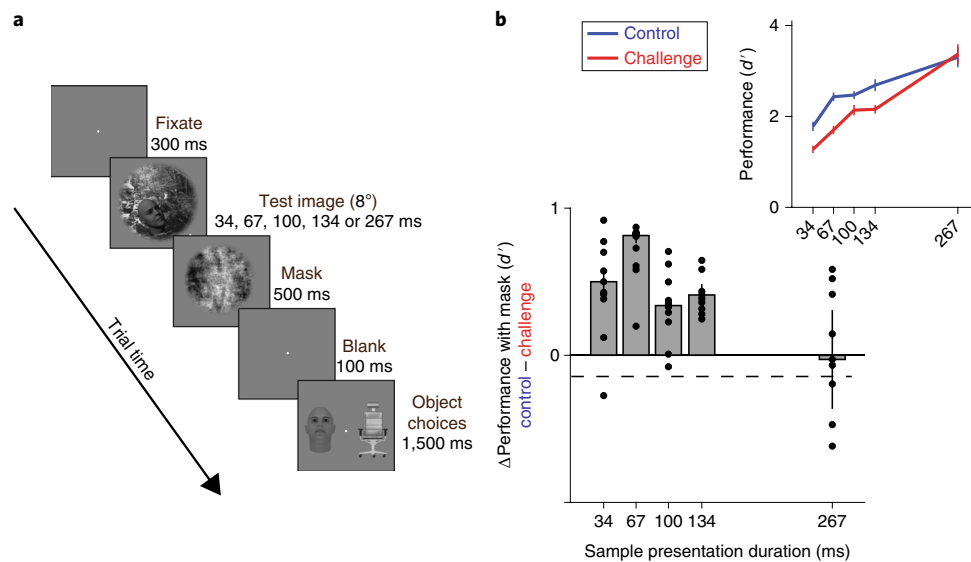 a
Fixate
300 ms
Test image (8°)
34, 67, 100, 134 or 267 ms
Mask
500 ms
Blank
100 ms
Object
choices
1,500 ms
Trial time
b
Control
Challenge
Performance (d′)
4
2
0
34
67
100
134
267
ΔPerformance with mask (d′)
control – challenge
1
0
34
67
100
134
267
Sample presentation duration (ms)